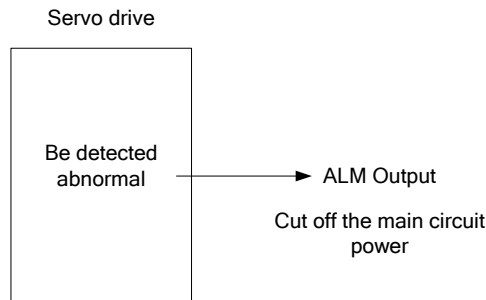 Servo drive
Be detected
abnormal
ALM Output
Cut off the main circuit
power